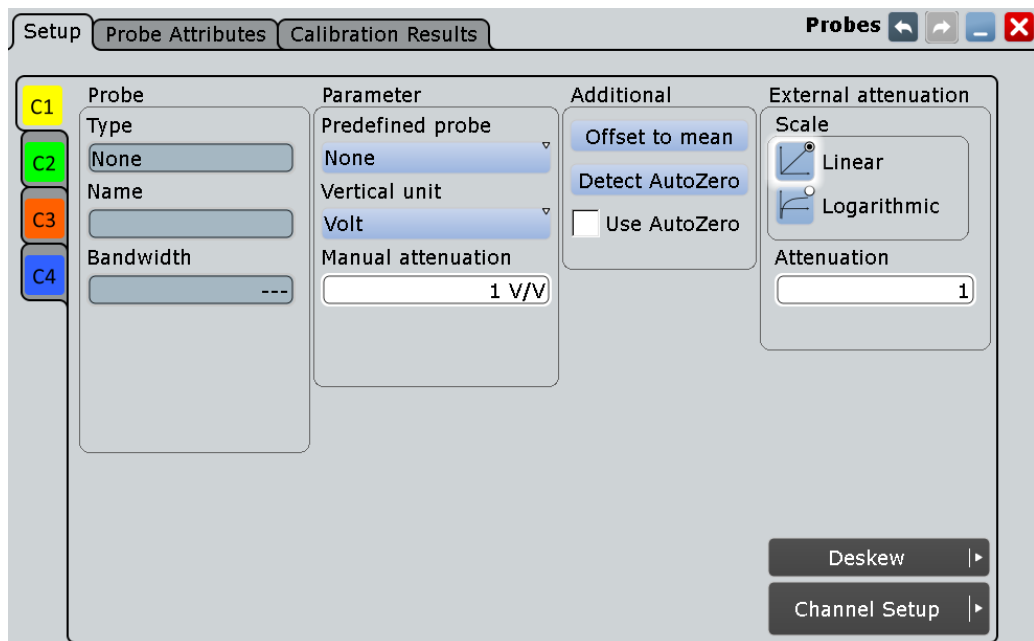 Setup
Probe Attributes
Calibration Results
Probes
C1
C2
C3
C4
Probe
Type
None
Name
Bandwidth
---
Parameter
Predefined probe
None
Vertical unit
Volt
Manual attenuation
1 V/V
Additional
Offset to mean
Detect AutoZero
Use AutoZero
External attenuation
Scale
Linear
Logarithmic
Attenuation
1
Deskew
Channel Setup